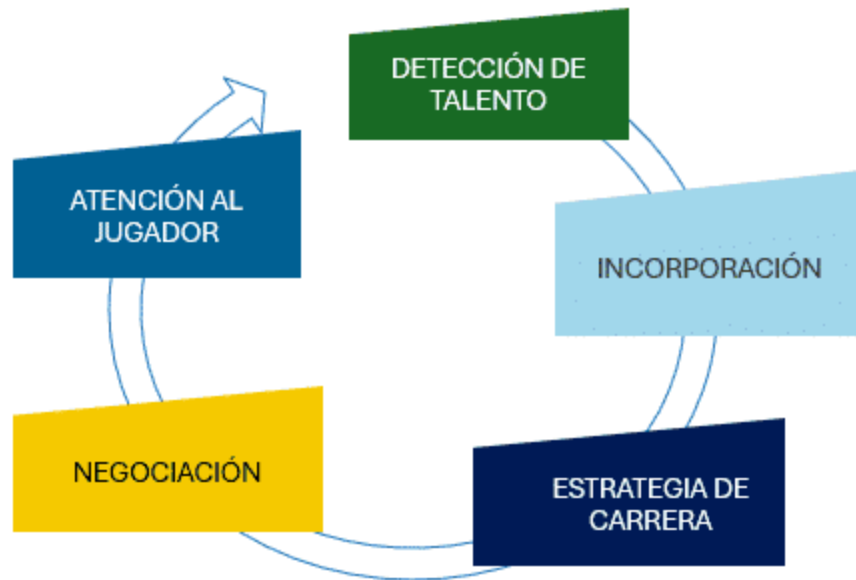 DETECCIÓN DE
TALENTO
INCORPORACIÓN
ESTRATEGIA DE
CARRERA
NEGOCIACIÓN
ATENCIÓN AL
JUGADOR